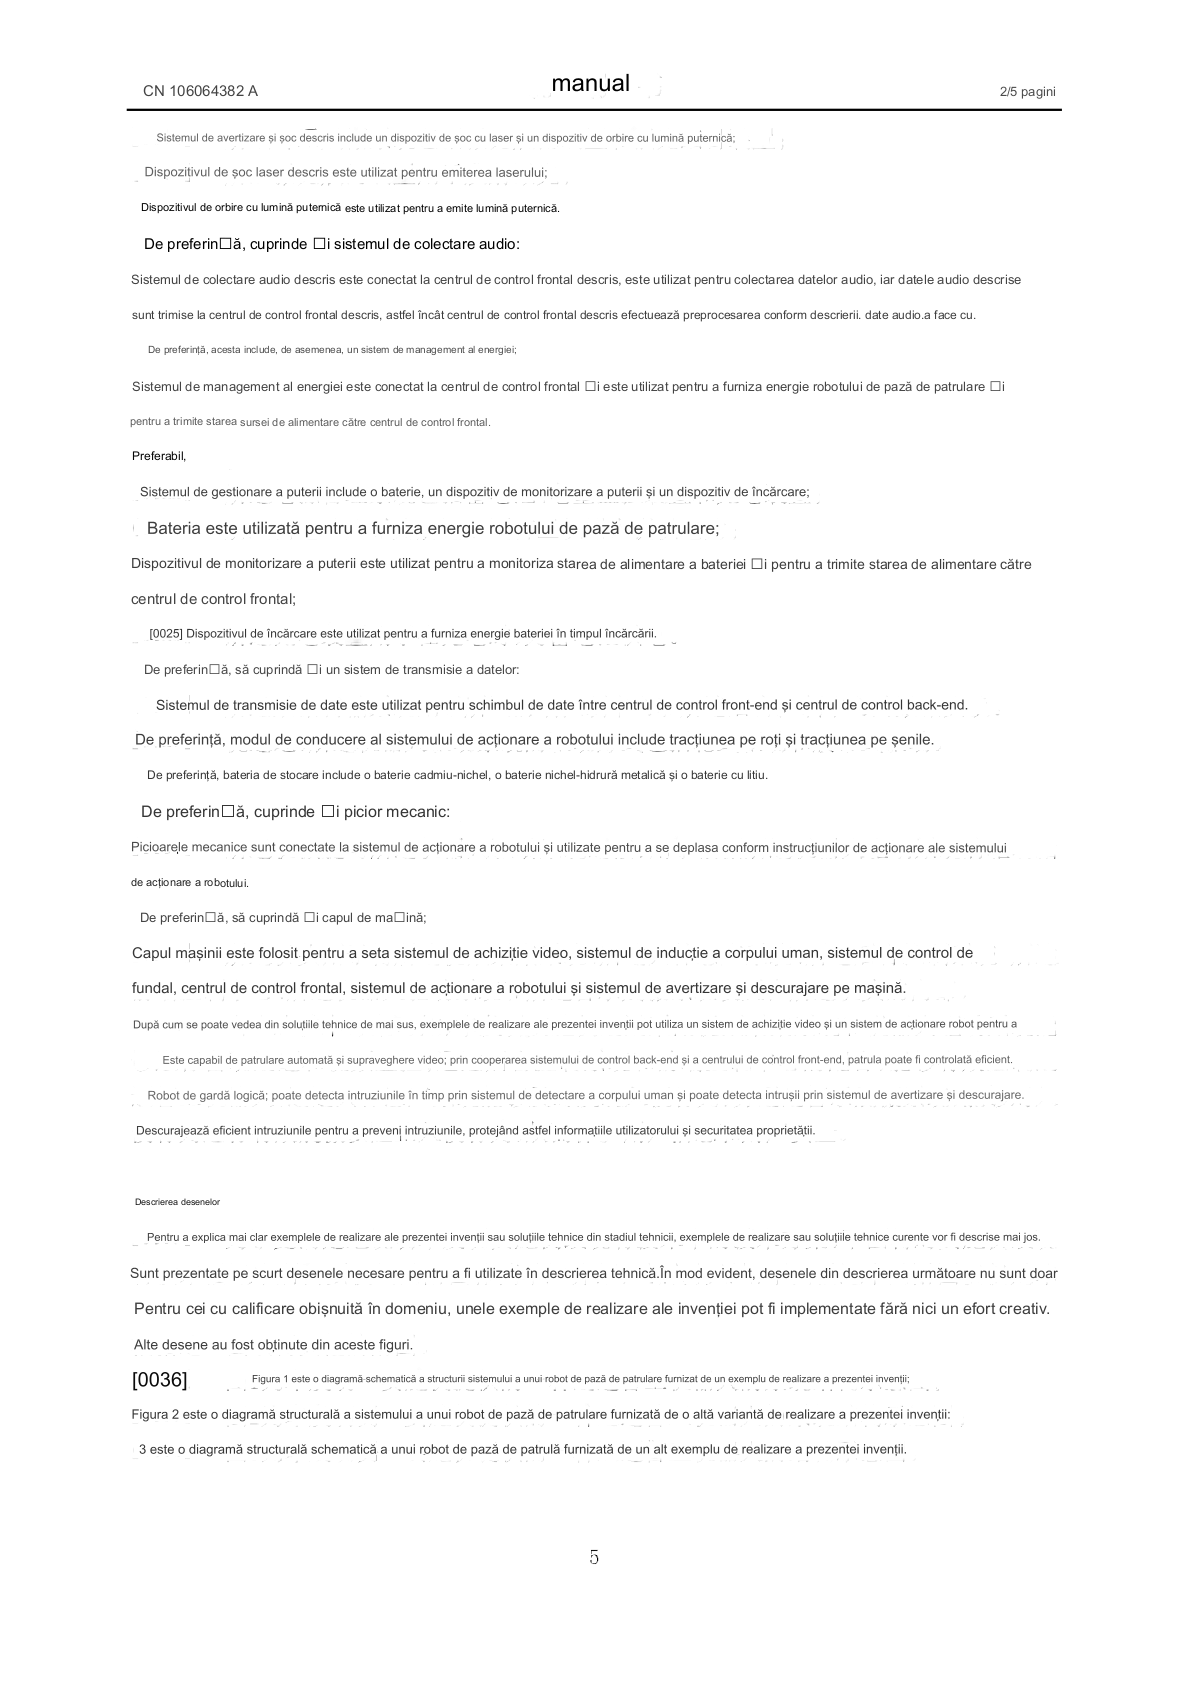 CN 106064382 A
manual
2/5 pagini
Sistemul de avertizare și șoc descris include un dispozitiv de șoc cu laser și un dispozitiv de orbire cu lumină puternică;
Dispozitivul de șoc laser descris este utilizat pentru emiterea laserului;
Dispozitivul de orbire cu lumină puternică este utilizat pentru a emite lumină puternică.
De preferin□ă, cuprinde □i sistemul de colectare audio:
Sistemul de colectare audio descris este conectat la centrul de control frontal descris, este utilizat pentru colectarea datelor audio, iar datele audio descrise
sunt trimise la centrul de control frontal descris, astfel încât centrul de control frontal descris efectuează preprocesarea conform descrierii. date audio.a face cu.
De preferință, acesta include, de asemenea, un sistem de management al energiei;
Sistemul de management al energiei este conectat la centrul de control frontal □i este utilizat pentru a furniza energie robotului de pază de patrulare □i
pentru a trimite starea sursei de alimentare către centrul de control frontal.
Preferabil,
Sistemul de gestionare a puterii include o baterie, un dispozitiv de monitorizare a puterii și un dispozitiv de încărcare;
Bateria este utilizată pentru a furniza energie robotului de pază de patrulare;
Dispozitivul de monitorizare a puterii este utilizat pentru a monitoriza starea de alimentare a bateriei □i pentru a trimite starea de alimentare către
centrul de control frontal;
[0025] Dispozitivul de încărcare este utilizat pentru a furniza energie bateriei în timpul încărcării.
De preferin□ă, să cuprindă □i un sistem de transmisie a datelor:
Sistemul de transmisie de date este utilizat pentru schimbul de date între centrul de control front-end și centrul de control back-end.
De preferință, modul de conducere al sistemului de acționare a robotului include tracțiunea pe roți și tracțiunea pe șenile.
De preferință, bateria de stocare include o baterie cadmiu-nichel, o baterie nichel-hidrură metalică și o baterie cu litiu.
De preferin□ă, cuprinde □i picior mecanic:
Picioarele mecanice sunt conectate la sistemul de acționare a robotului și utilizate pentru a se deplasa conform instrucțiunilor de acționare ale sistemului
de acționare a robotului.
De preferin□ă, să cuprindă □i capul de ma□ină;
Capul mașinii este folosit pentru a seta sistemul de achiziție video, sistemul de inducție a corpului uman, sistemul de control de
fundal, centrul de control frontal, sistemul de acționare a robotului și sistemul de avertizare și descurajare pe mașină.
După cum se poate vedea din soluțiile tehnice de mai sus, exemplele de realizare ale prezentei invenții pot utiliza un sistem de achiziție video și un sistem de acționare robot pentru a
Este capabil de patrulare automată și supraveghere video; prin cooperarea sistemului de control back-end și a centrului de control front-end, patrula poate fi controlată eficient.
Robot de gardă logică; poate detecta intruziunile în timp prin sistemul de detectare a corpului uman și poate detecta intrușii prin sistemul de avertizare și descurajare.
Descurajează eficient intruziunile pentru a preveni intruziunile, protejând astfel informațiile utilizatorului și securitatea proprietății.
Descrierea desenelor
Pentru a explica mai clar exemplele de realizare ale prezentei invenții sau soluțiile tehnice din stadiul tehnicii, exemplele de realizare sau soluțiile tehnice curente vor fi descrise mai jos.
Sunt prezentate pe scurt desenele necesare pentru a fi utilizate în descrierea tehnică.În mod evident, desenele din descrierea următoare nu sunt doar
Pentru cei cu calificare obișnuită în domeniu, unele exemple de realizare ale invenției pot fi implementate fără nici un efort creativ.
Alte desene au fost obținute din aceste figuri.
[0036] Figura 1 este o diagramă schematică a structurii sistemului a unui robot de pază de patrulare furnizat de un exemplu de realizare a prezentei invenții;
Figura 2 este o diagramă structurală a sistemului a unui robot de pază de patrulare furnizată de o altă variantă de realizare a prezentei invenții:
3 este o diagramă structurală schematică a unui robot de pază de patrulă furnizată de un alt exemplu de realizare a prezentei invenții.
5